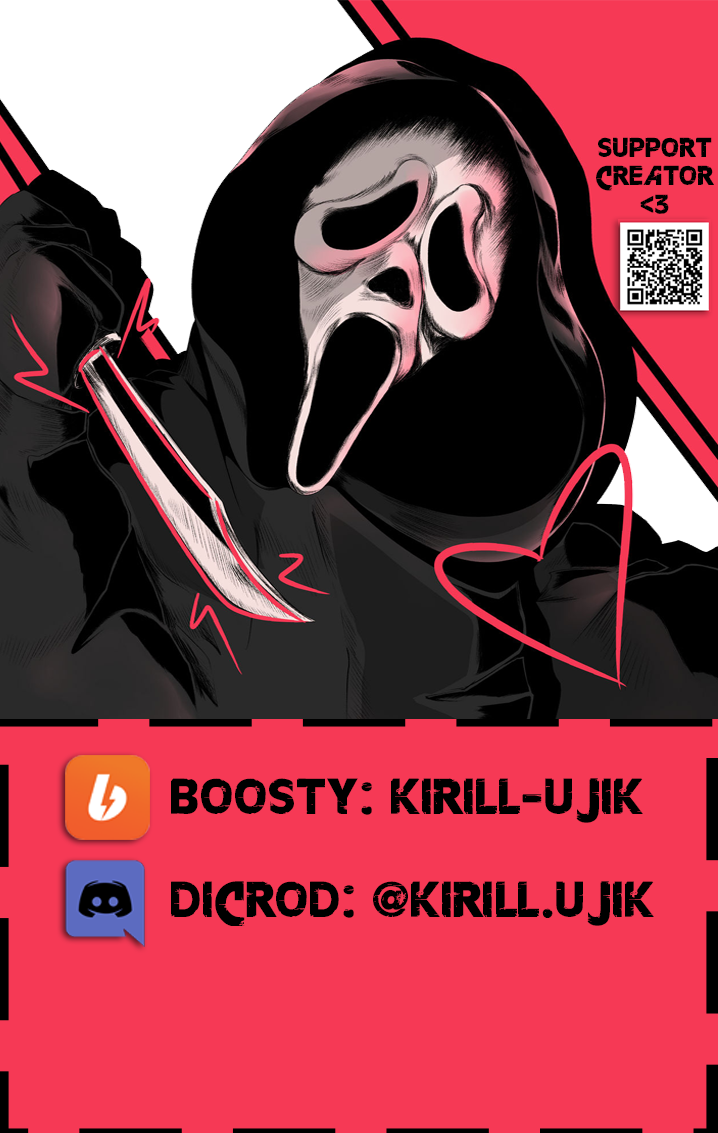 SUPPORT
CREATOR
<3
BOOSTY: KIRILL-UJIK
DICROD: @KIRILL.UJIK